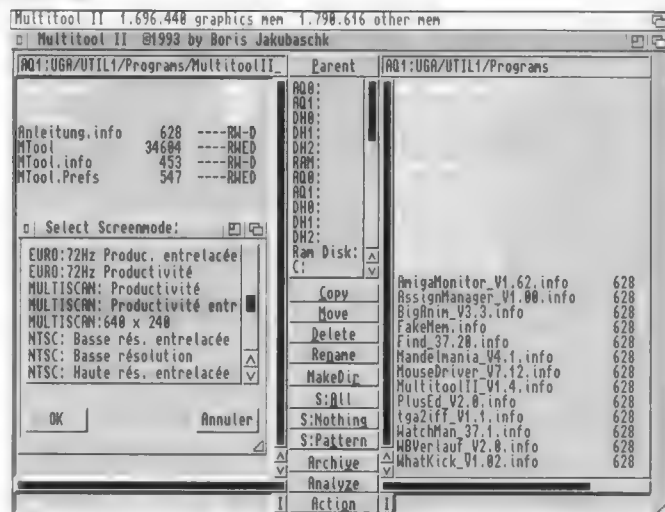 Multitool II 1.696.440 graphics mem 1.790.616 other mem
Multitool II @1993 by Boris Jakubaschk
AQ1:UGA/UTIL1/Programs/MultitoolII_
Anleitung.info 628 ----RW-D
MTool 34604 ----RWED
MTool.info 453 ----RW-D
MTool.Prefs 547 ----RWED
Select Screenmode:
EURO:72Hz Produc. entrelacée
EURO:72Hz Productivité
MULTISCAN: Productivité
MULTISCAN: Productivité entr
MULTISCAN:640 x 240
NTSC: Basse rés. entrelacée
NTSC: Basse résolution
NTSC: Haute rés. entrelacée
OK
Annuler
Parent
AQ0:
AQ1:
DH0:
DH1:
DH2:
RAM:
AQ0:
AQ1:
DH0:
DH1:
DH2:
Ram Disk:
C:
Copy
Move
Delete
Rename
MakeDir
S:All
S:Nothing
S:Pattern
Archive
Analyze
Action
AQ1:UGA/UTIL1/Programs
AmigaMonitor_V1.62.info 628
AssignManager_V1.00.info 628
BigAnim_V3.3.info 628
FakeMem.info 628
Find_37.20.info 628
Mandelmania_V4.1.info 628
MouseDriver_V7.12.info 628
MultitoolII_V1.4.info 628
PlusEd_V2.0.info 628
tga2iff_V1.1.info 628
WatchMan_37.1.info 628
WBVerlauf_V2.0.info 628
WhatKick_V1.02.info 628